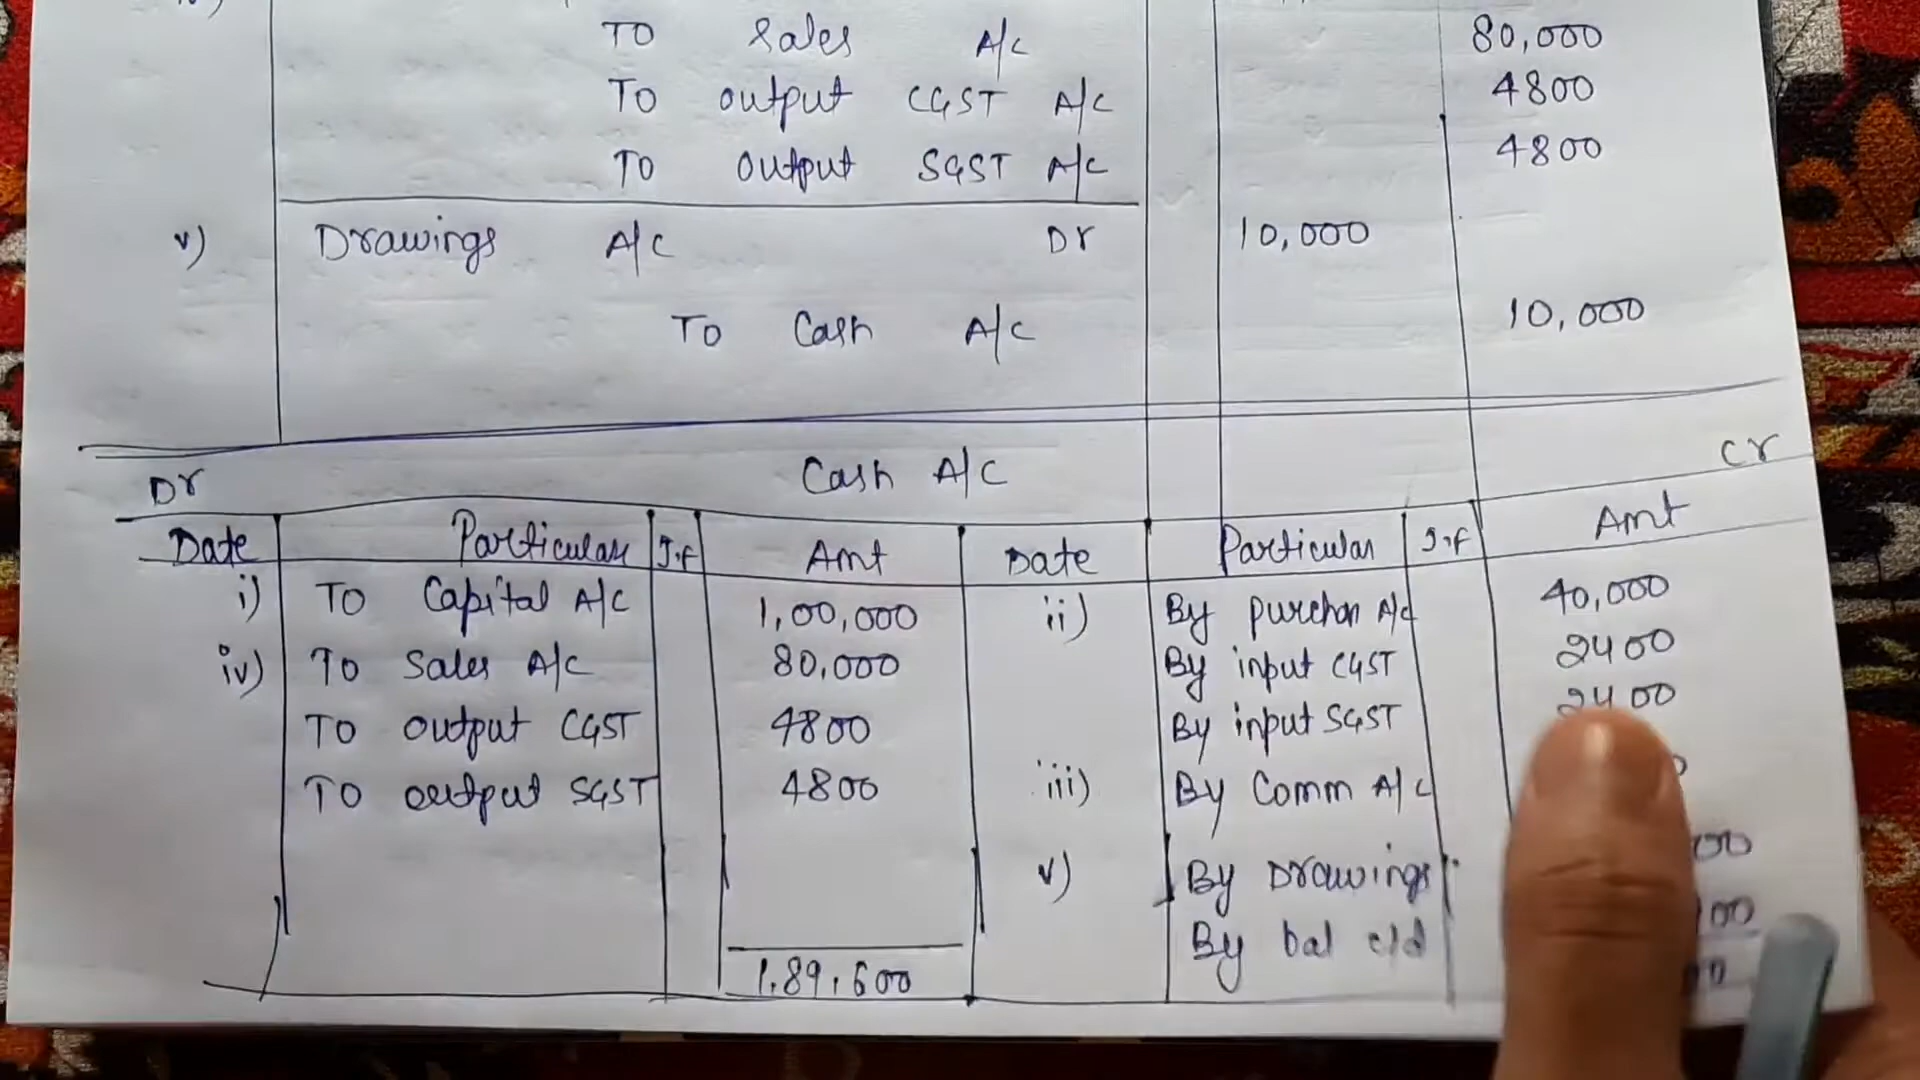 To Sales A/c 80,000
To output CGST A/c 4800
To output SGST A/c 4800
v) Drawings A/c Dr 10,000
To Cash A/c 10,000
Dr Cash A/c Cr
Date Particular J.F Amt Date Particular J.F Amt
i) To Capital A/c 1,00,000 ii) By purchas A/c 40,000
iv) To Sales A/c 80,000 By input CGST 2400
To output CGST 4800 By input SGST 2400
To output SGST 4800 iii) By Comm A/c
v) By Drawings
By bal c/d
1,89,600